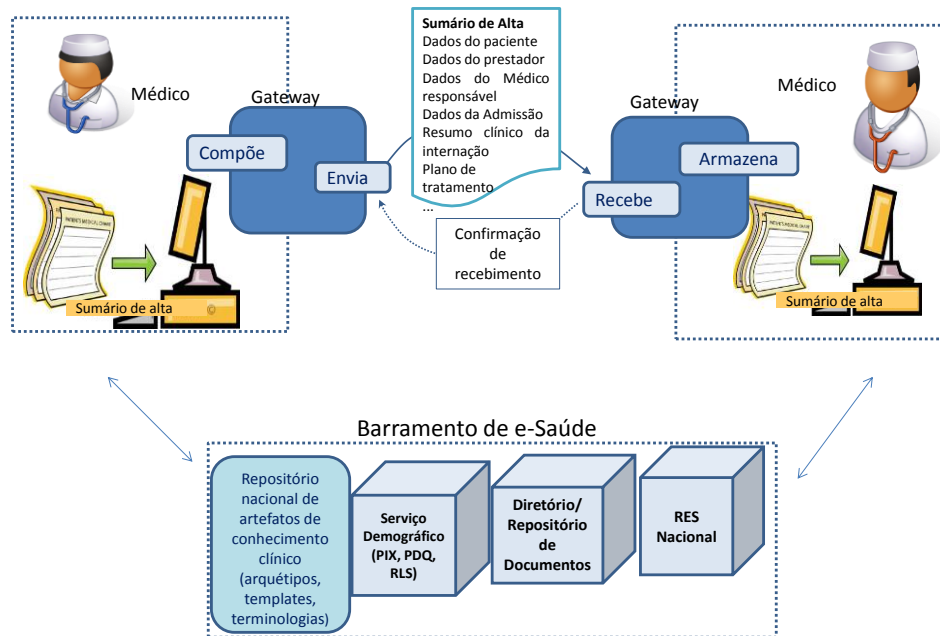 Médico
Gateway
Compõe
Envia
Sumário de alta
©
Sumário de Alta
Dados do paciente
Dados do prestador
Dados do Médico
responsável
Dados da Admissão
Resumo clínico da
internação
Plano de
tratamento
...
Confirmação
de
recebimento
Gateway
Médico
Armazena
Recebe
Sumário de alta
Barramento de e-Saúde
Repositório
nacional de
artefatos de
conhecimento
clínico
(arquétipos,
templates,
terminologias)
Serviço
Demográfico
(PIX, PDQ,
RLS)
Diretório/
Repositório
de
Documentos
RES
Nacional